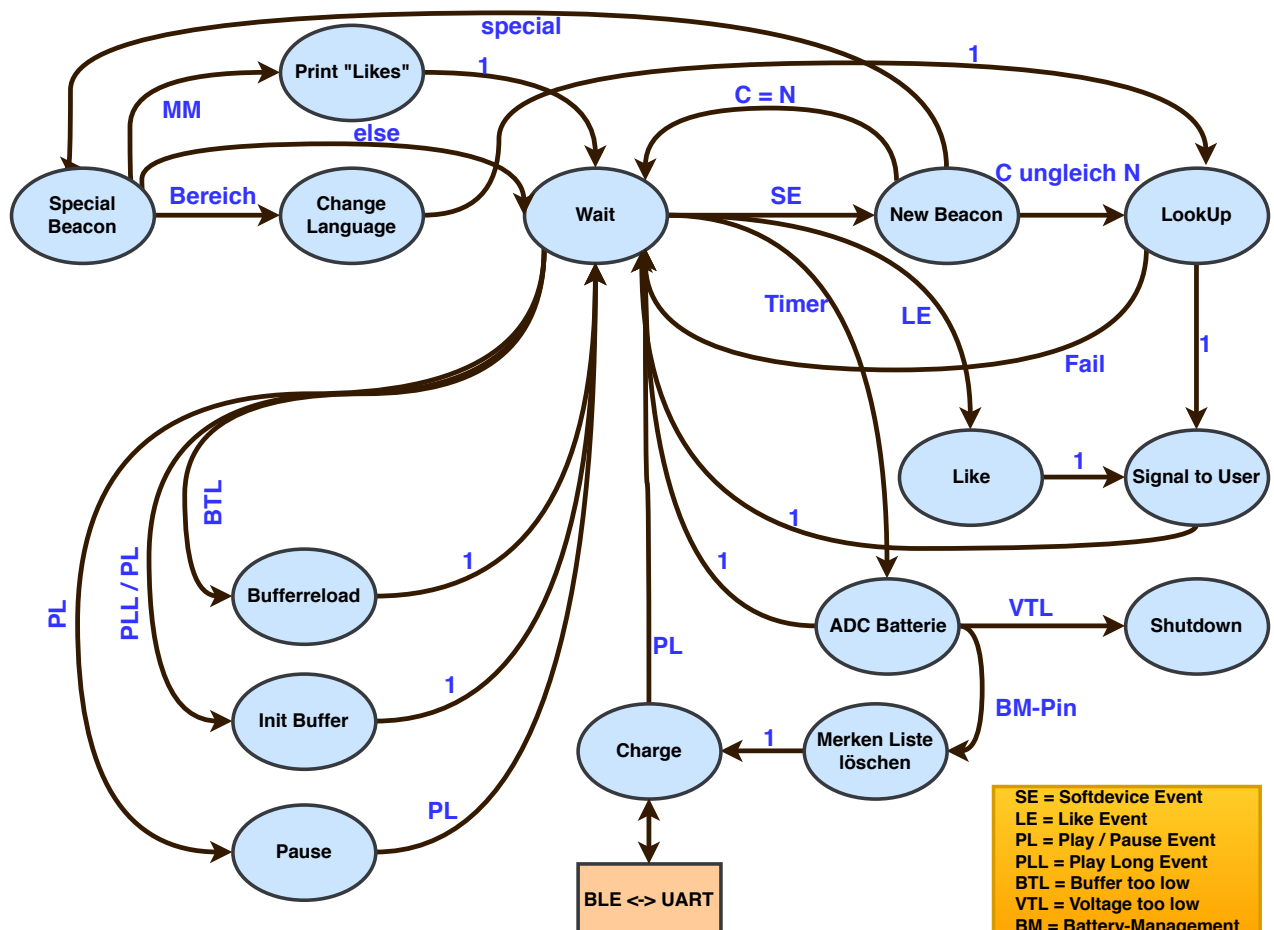 special
1
Print "Likes"
1
MM
C = N
else
Special
Beacon
Bereich
Change
Language
Wait
SE
New Beacon
C ungleich N
LookUp
Timer
LE
Fail
1
BTL
PLL / PL
PL
Like
1
Signal to User
1
1
1
Bufferreload
ADC Batterie
VTL
Shutdown
PL
BM-Pin
1
Init Buffer
Charge
1
Merken Liste
löschen
PL
Pause
BLE <-> UART
SE = Softdevice Event
LE = Like Event
PL = Play / Pause Event
PLL = Play Long Event
BTL = Buffer too low
VTL = Voltage too low
BM = Battery-Management